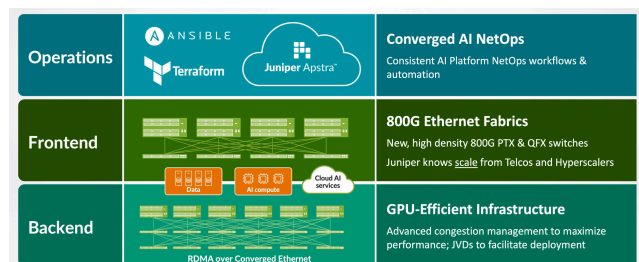 Operations
ANSIBLE
Terraform
Juniper Apstra™
Converged AI NetOps
Consistent AI Platform NetOps workflows &
automation
Frontend
800G Ethernet Fabrics
New, high density 800G PTX & QFX switches
Juniper knows scale from Telcos and Hyperscalers
Data
AI compute
Cloud AI
services
Backend
RDMA over Converged Ethernet
GPU-Efficient Infrastructure
Advanced congestion management to maximize
performance; JVDs to facilitate deployment